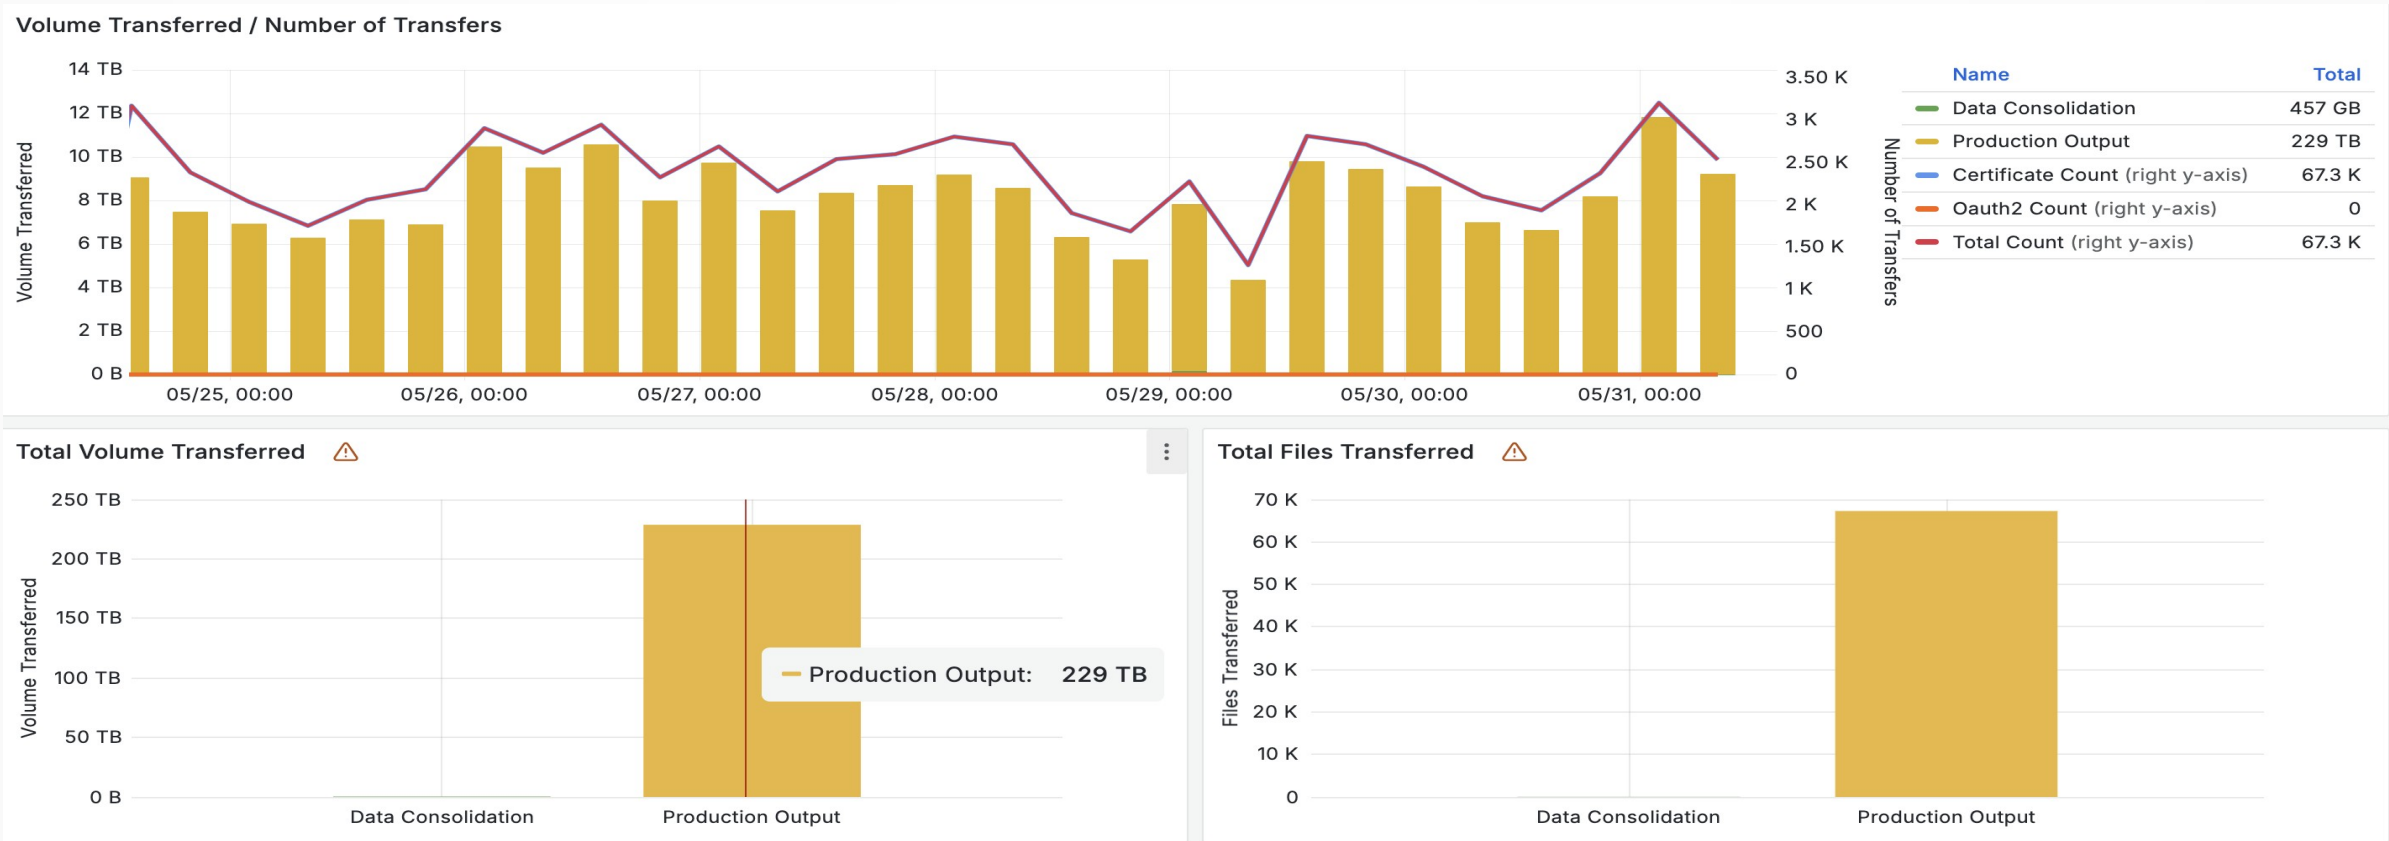 Volume Transferred / Number of Transfers
14 TB
12 TB
10 TB
8 TB
6 TB
4 TB
2 TB
0 B
Volume Transferred
3.50 K
3 K
2.50 K
2 K
1.50 K
1 K
500
0
Number of Transfers
05/25, 00:00
05/26, 00:00
05/27, 00:00
05/28, 00:00
05/29, 00:00
05/30, 00:00
05/31, 00:00
Name Total
Data Consolidation 457 GB
Production Output 229 TB
Certificate Count (right y-axis) 67.3 K
Oauth2 Count (right y-axis) 0
Total Count (right y-axis) 67.3 K
Total Volume Transferred
250 TB
200 TB
150 TB
100 TB
50 TB
0 B
Volume Transferred
Production Output: 229 TB
Data Consolidation
Production Output
Total Files Transferred
70 K
60 K
50 K
40 K
30 K
20 K
10 K
0
Files Transferred
Data Consolidation
Production Output